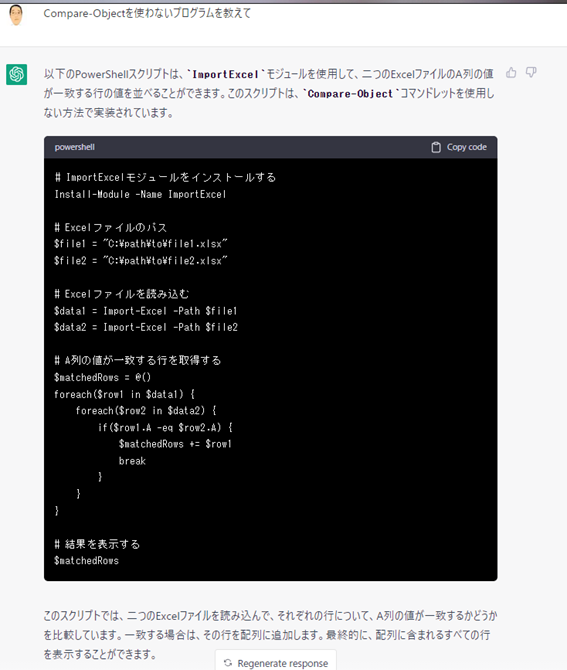 Compare-Objectを使わないプログラムを教えて
以下のPowerShellスクリプトは、`ImportExcel`モジュールを使用して、二つのExcelファイルのA列の値
が一致する行の値を並べることができます。このスクリプトは、`Compare-Object`コマンドレットを使用し
ない方法で実装されています。
powershell
Copy code
# ImportExcelモジュールをインストールする
Install-Module -Name ImportExcel
# Excelファイルのパス
$file1 = "C:¥path¥to¥file1.xlsx"
$file2 = "C:¥path¥to¥file2.xlsx"
# Excelファイルを読み込む
$data1 = Import-Excel -Path $file1
$data2 = Import-Excel -Path $file2
# A列の値が一致する行を取得する
$matchedRows = @()
foreach($row1 in $data1) {
    foreach($row2 in $data2) {
        if($row1.A -eq $row2.A) {
            $matchedRows += $row1
            break
        }
    }
}
# 結果を表示する
$matchedRows
このスクリプトでは、二つのExcelファイルを読み込んで、それぞれの行について、A列の値が一致するかどうか
を比較しています。一致する場合は、その行を配列に追加します。最終的に、配列に含まれるすべての行
を表示することができます。
Regenerate response